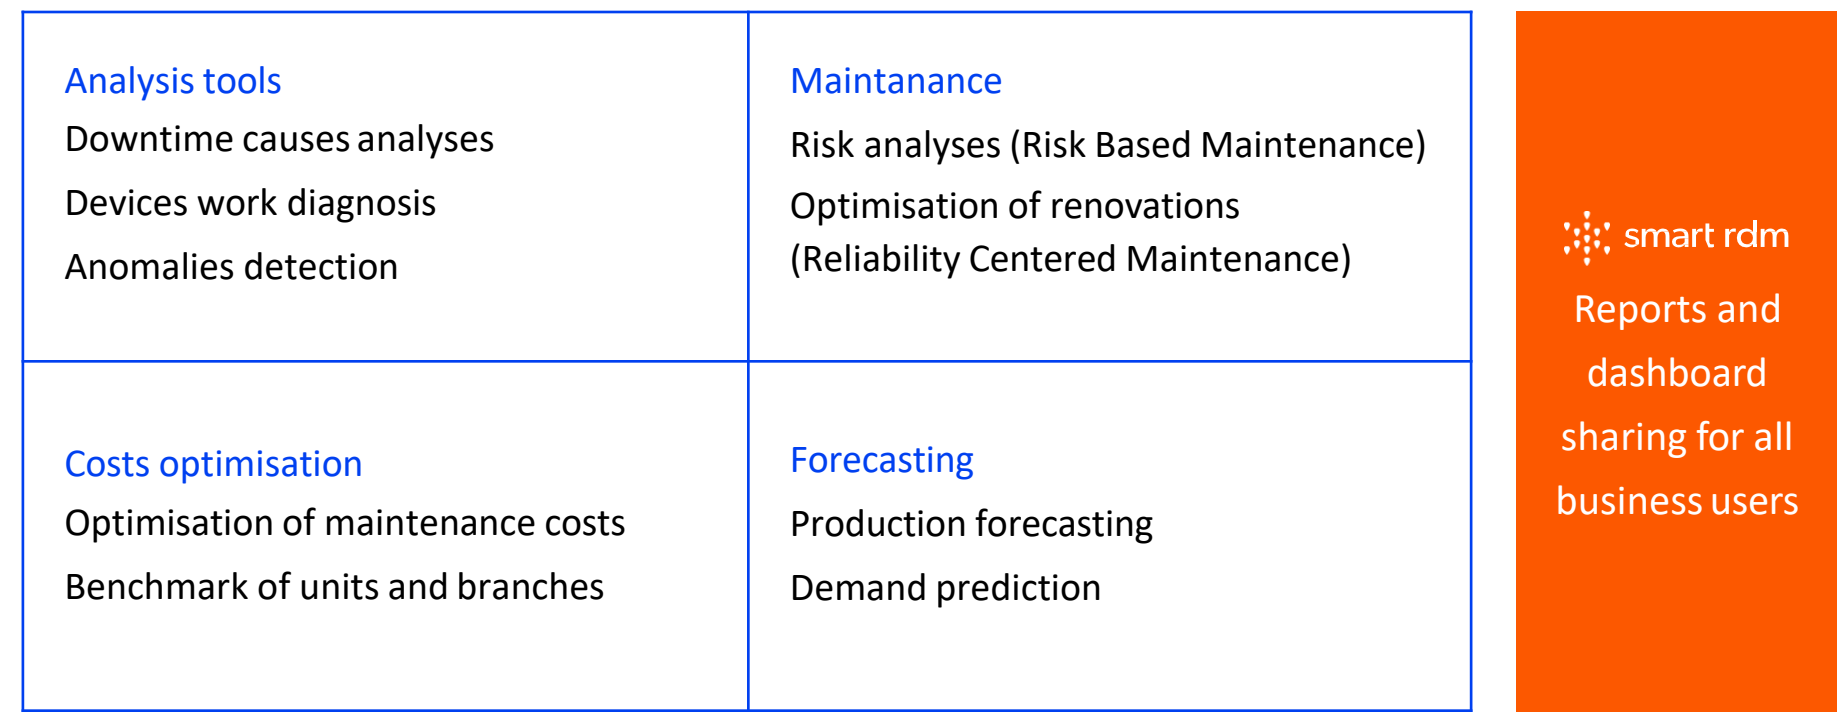 Analysis tools
Downtime causes analyses
Devices work diagnosis
Anomalies detection
Maintanance
Risk analyses (Risk Based Maintenance)
Optimisation of renovations
(Reliability Centered Maintenance)
Costs optimisation
Optimisation of maintenance costs
Benchmark of units and branches
Forecasting
Production forecasting
Demand prediction
smart rdm
Reports and
dashboard
sharing for all
business users